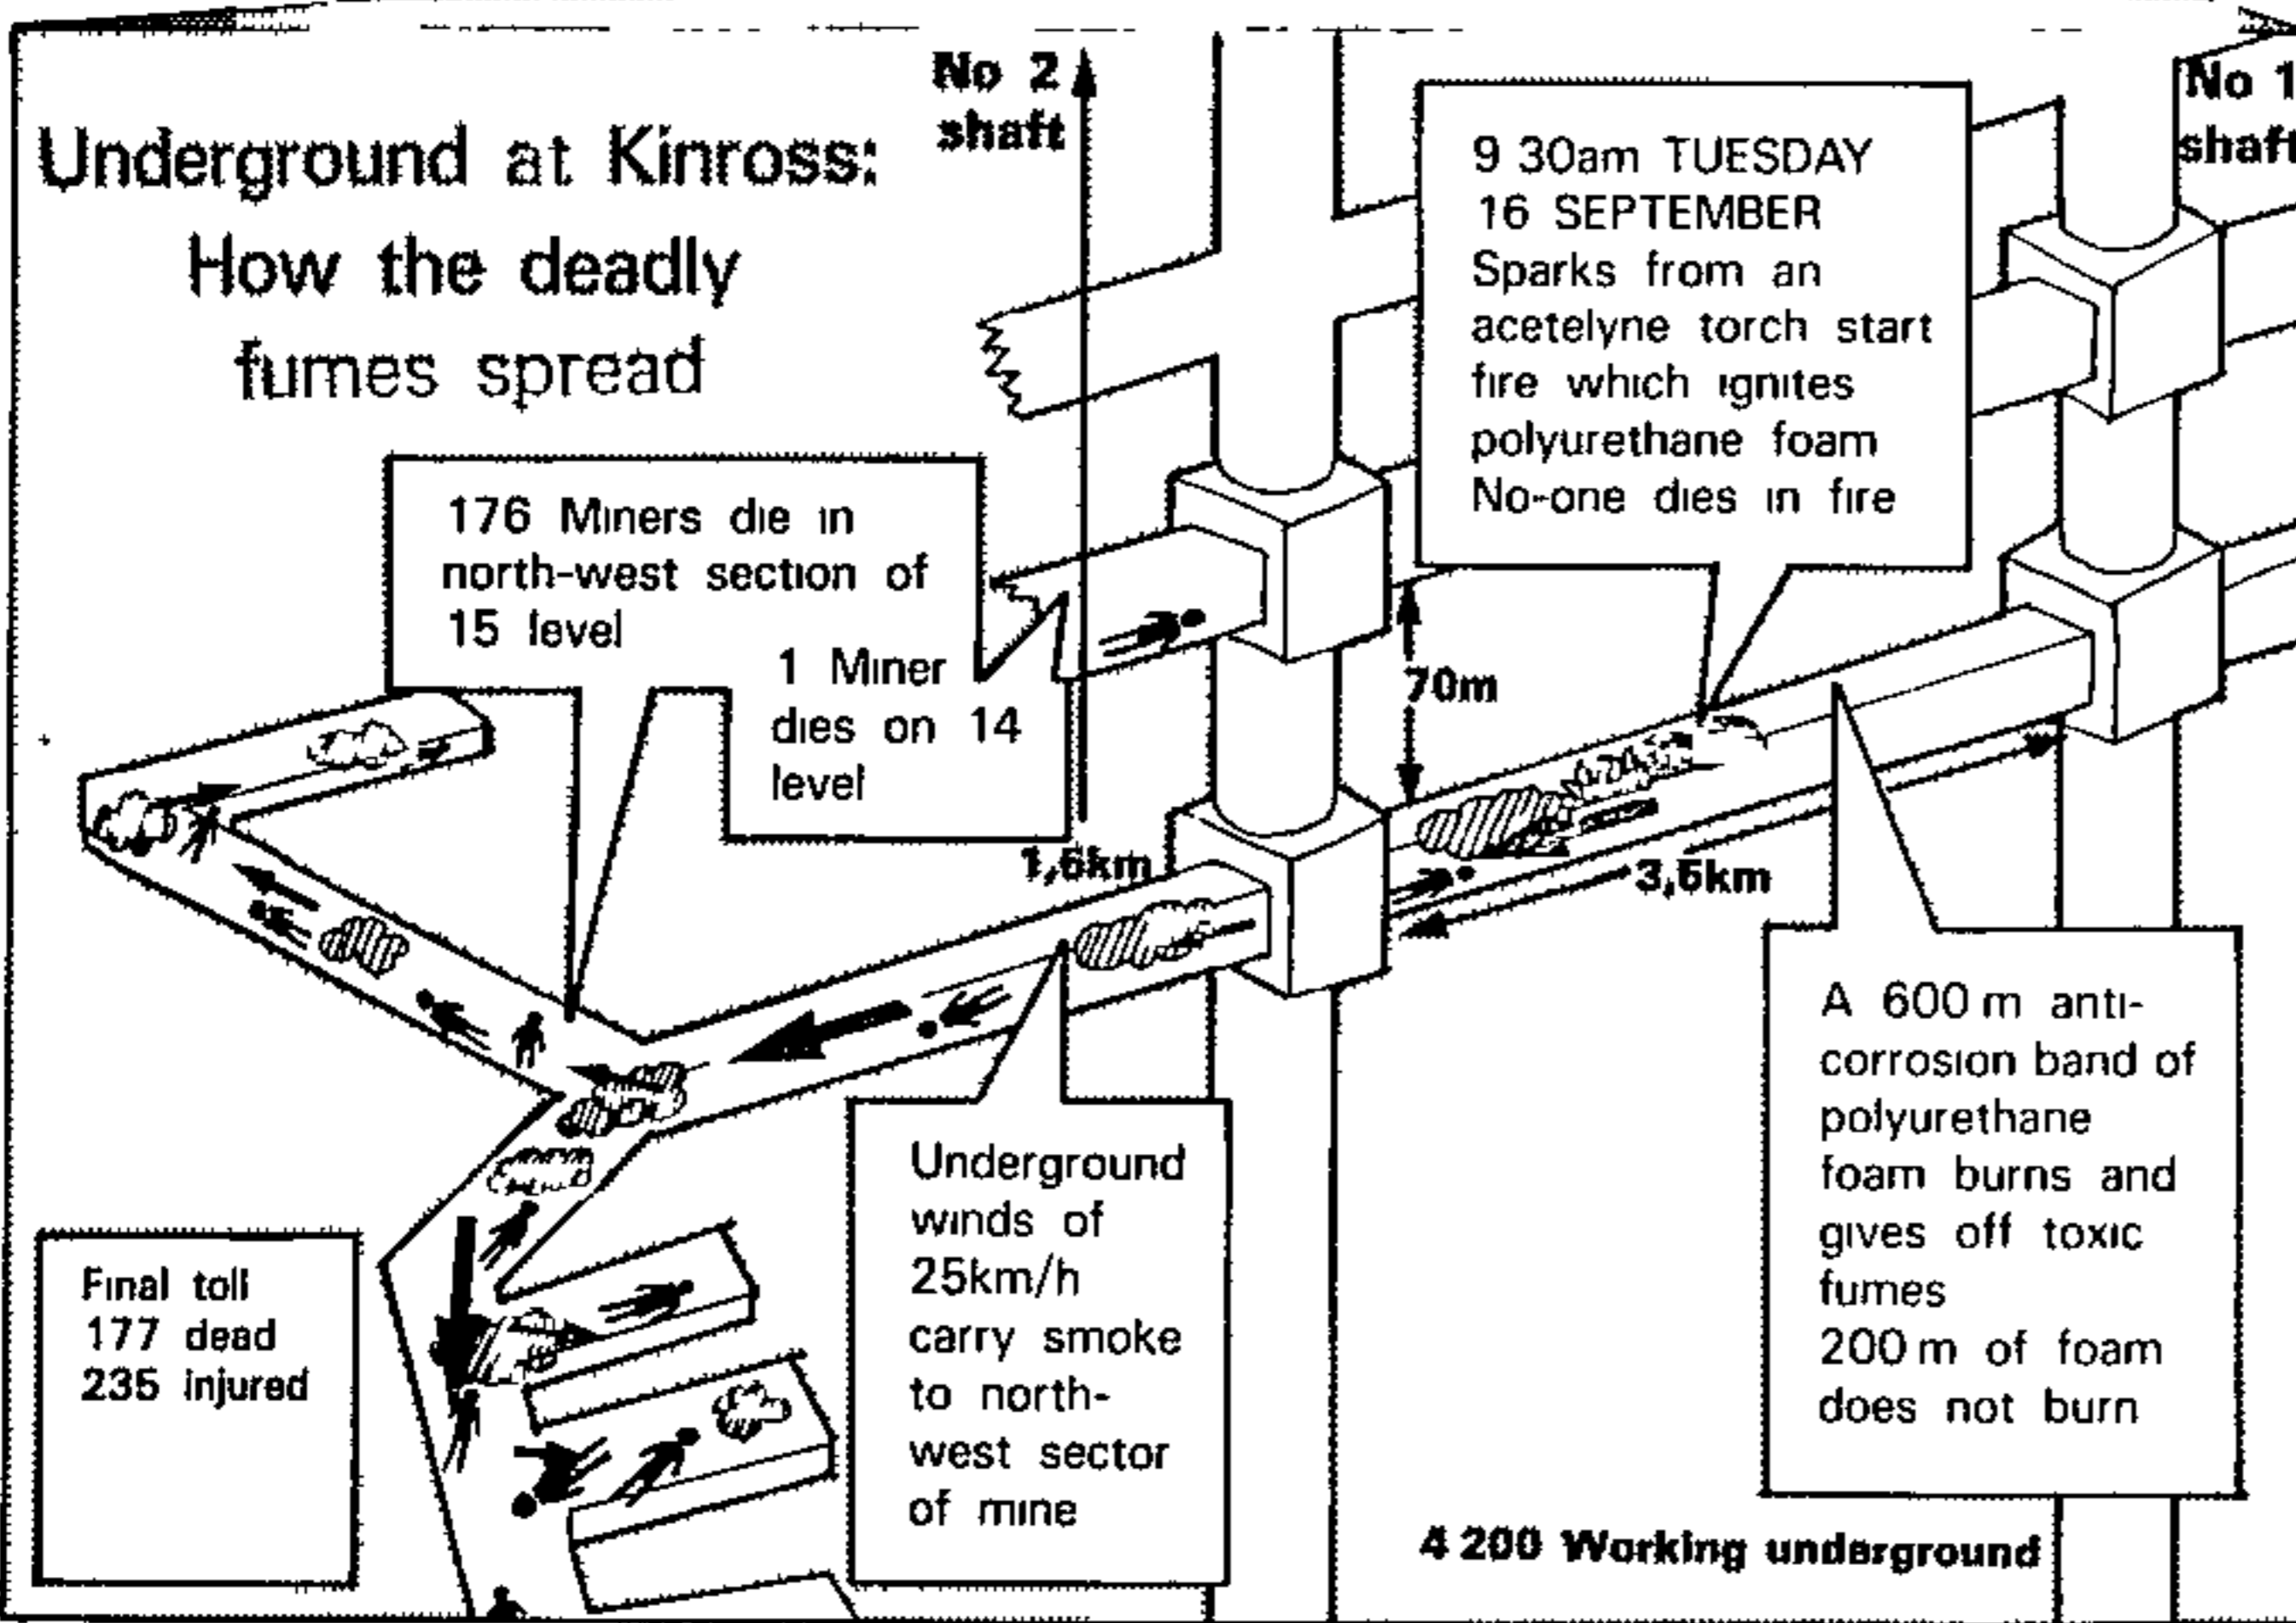 Underground at Kinross:
How the deadly
fumes spread
No 2
shaft
No 1
shaft
9 30am TUESDAY
16 SEPTEMBER
Sparks from an
acetelyne torch start
fire which ignites
polyurethane foam
No-one dies in fire
176 Miners die in
north-west section of
15 level
1 Miner
dies on 14
level
70m
1,6km
3,5km
A 600 m anti-
corrosion band of
polyurethane
foam burns and
gives off toxic
fumes
200 m of foam
does not burn
Underground
winds of
25km/h
carry smoke
to north-
west sector
of mine
Final toll
177 dead
235 injured
4 200 Working underground